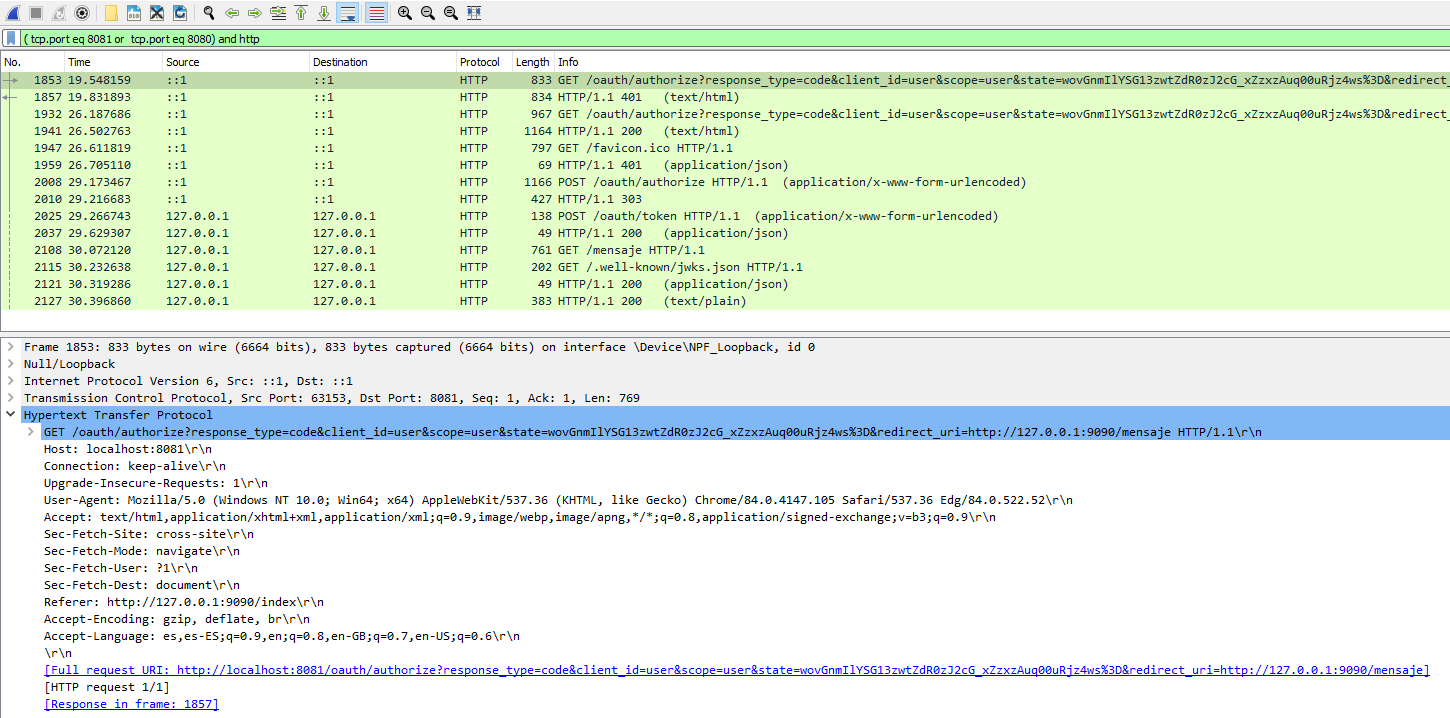 ( tcp.port eq 8081 or  tcp.port eq 8080) and http
No. Time Source Destination Protocol Length Info
1853 19.548159 ::1 ::1 HTTP 833 GET /oauth/authorize?response_type=code&client_id=user&scope=user&state=wovGnmIlYSG13zwtZdR0zJ2cG_xZzxzAuq00uRjz4ws%3D&redirect_
1857 19.831893 ::1 ::1 HTTP 834 HTTP/1.1 401 (text/html)
1932 26.187686 ::1 ::1 HTTP 967 GET /oauth/authorize?response_type=code&client_id=user&scope=user&state=wovGnmIlYSG13zwtZdR0zJ2cG_xZzxzAuq00uRjz4ws%3D&redirect_
1941 26.502763 ::1 ::1 HTTP 1164 HTTP/1.1 200 (text/html)
1947 26.611819 ::1 ::1 HTTP 797 GET /favicon.ico HTTP/1.1
1959 26.705110 ::1 ::1 HTTP 69 HTTP/1.1 401 (application/json)
2008 29.173467 ::1 ::1 HTTP 1166 POST /oauth/authorize HTTP/1.1 (application/x-www-form-urlencoded)
2010 29.216683 ::1 ::1 HTTP 427 HTTP/1.1 303
2025 29.266743 127.0.0.1 127.0.0.1 HTTP 138 POST /oauth/token HTTP/1.1 (application/x-www-form-urlencoded)
2037 29.629307 127.0.0.1 127.0.0.1 HTTP 49 HTTP/1.1 200 (application/json)
2108 30.072120 127.0.0.1 127.0.0.1 HTTP 761 GET /mensaje HTTP/1.1
2115 30.232638 127.0.0.1 127.0.0.1 HTTP 202 GET /.well-known/jwks.json HTTP/1.1
2121 30.319286 127.0.0.1 127.0.0.1 HTTP 49 HTTP/1.1 200 (application/json)
2127 30.396860 127.0.0.1 127.0.0.1 HTTP 383 HTTP/1.1 200 (text/plain)
Frame 1853: 833 bytes on wire (6664 bits), 833 bytes captured (6664 bits) on interface \Device\NPF_Loopback, id 0
Null/Loopback
Internet Protocol Version 6, Src: ::1, Dst: ::1
Transmission Control Protocol, Src Port: 63153, Dst Port: 8081, Seq: 1, Ack: 1, Len: 769
Hypertext Transfer Protocol
GET /oauth/authorize?response_type=code&client_id=user&scope=user&state=wovGnmIlYSG13zwtZdR0zJ2cG_xZzxzAuq00uRjz4ws%3D&redirect_uri=http://127.0.0.1:9090/mensaje HTTP/1.1\r\n
Host: localhost:8081\r\n
Connection: keep-alive\r\n
Upgrade-Insecure-Requests: 1\r\n
User-Agent: Mozilla/5.0 (Windows NT 10.0; Win64; x64) AppleWebKit/537.36 (KHTML, like Gecko) Chrome/84.0.4147.105 Safari/537.36 Edg/84.0.522.52\r\n
Accept: text/html,application/xhtml+xml,application/xml;q=0.9,image/webp,image/apng,*/*;q=0.8,application/signed-exchange;v=b3;q=0.9\r\n
Sec-Fetch-Site: cross-site\r\n
Sec-Fetch-Mode: navigate\r\n
Sec-Fetch-User: ?1\r\n
Sec-Fetch-Dest: document\r\n
Referer: http://127.0.0.1:9090/index\r\n
Accept-Encoding: gzip, deflate, br\r\n
Accept-Language: es,es-ES;q=0.9,en;q=0.8,en-GB;q=0.7,en-US;q=0.6\r\n
\r\n
[Full request URI: http://localhost:8081/oauth/authorize?response_type=code&client_id=user&scope=user&state=wovGnmIlYSG13zwtZdR0zJ2cG_xZzxzAuq00uRjz4ws%3D&redirect_uri=http://127.0.0.1:9090/mensaje]
[HTTP request 1/1]
[Response in frame: 1857]